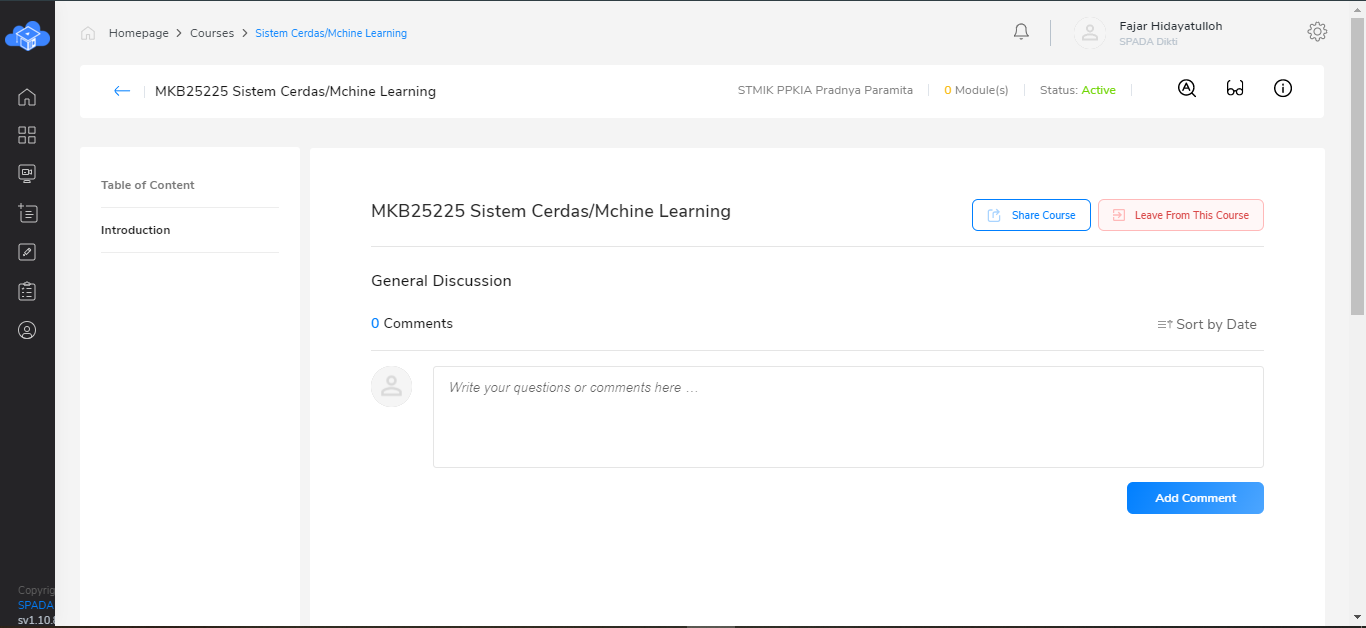 Homepage > Courses > Sistem Cerdas/Mchine Learning
Fajar Hidayatulloh
SPADA Dikti
MKB25225 Sistem Cerdas/Mchine Learning
STMIK PPKIA Pradnya Paramita
0 Module(s)
Status: Active
Table of Content
Introduction
MKB25225 Sistem Cerdas/Mchine Learning
Share Course
Leave From This Course
General Discussion
0 Comments
Sort by Date
Write your questions or comments here ...
Add Comment
Copyrig
SPADA
sv1.10.